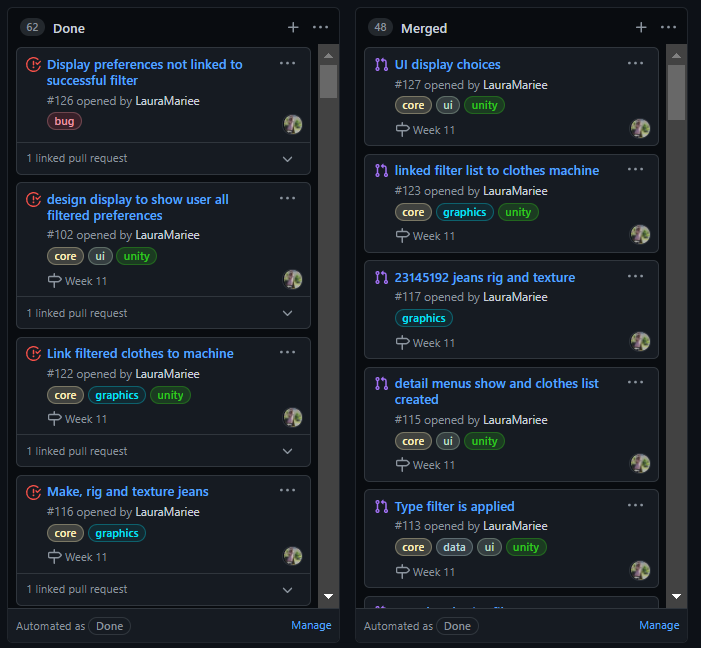 62 Done
Display preferences not linked to
successful filter
#126 opened by LauraMariee
bug
1 linked pull request
design display to show user all
filtered preferences
#102 opened by LauraMariee
core ui unity
Week 11
1 linked pull request
Link filtered clothes to machine
#122 opened by LauraMariee
core graphics unity
Week 11
1 linked pull request
Make, rig and texture jeans
#116 opened by LauraMariee
core graphics
Week 11
1 linked pull request
Automated as Done Manage
48 Merged
UI display choices
#127 opened by LauraMariee
core ui unity
Week 11
linked filter list to clothes machine
#123 opened by LauraMariee
core graphics unity
Week 11
23145192 jeans rig and texture
#117 opened by LauraMariee
graphics
Week 11
detail menus show and clothes list
created
#115 opened by LauraMariee
core ui unity
Week 11
Type filter is applied
#113 opened by LauraMariee
core data ui unity
Week 11
Automated as Done Manage